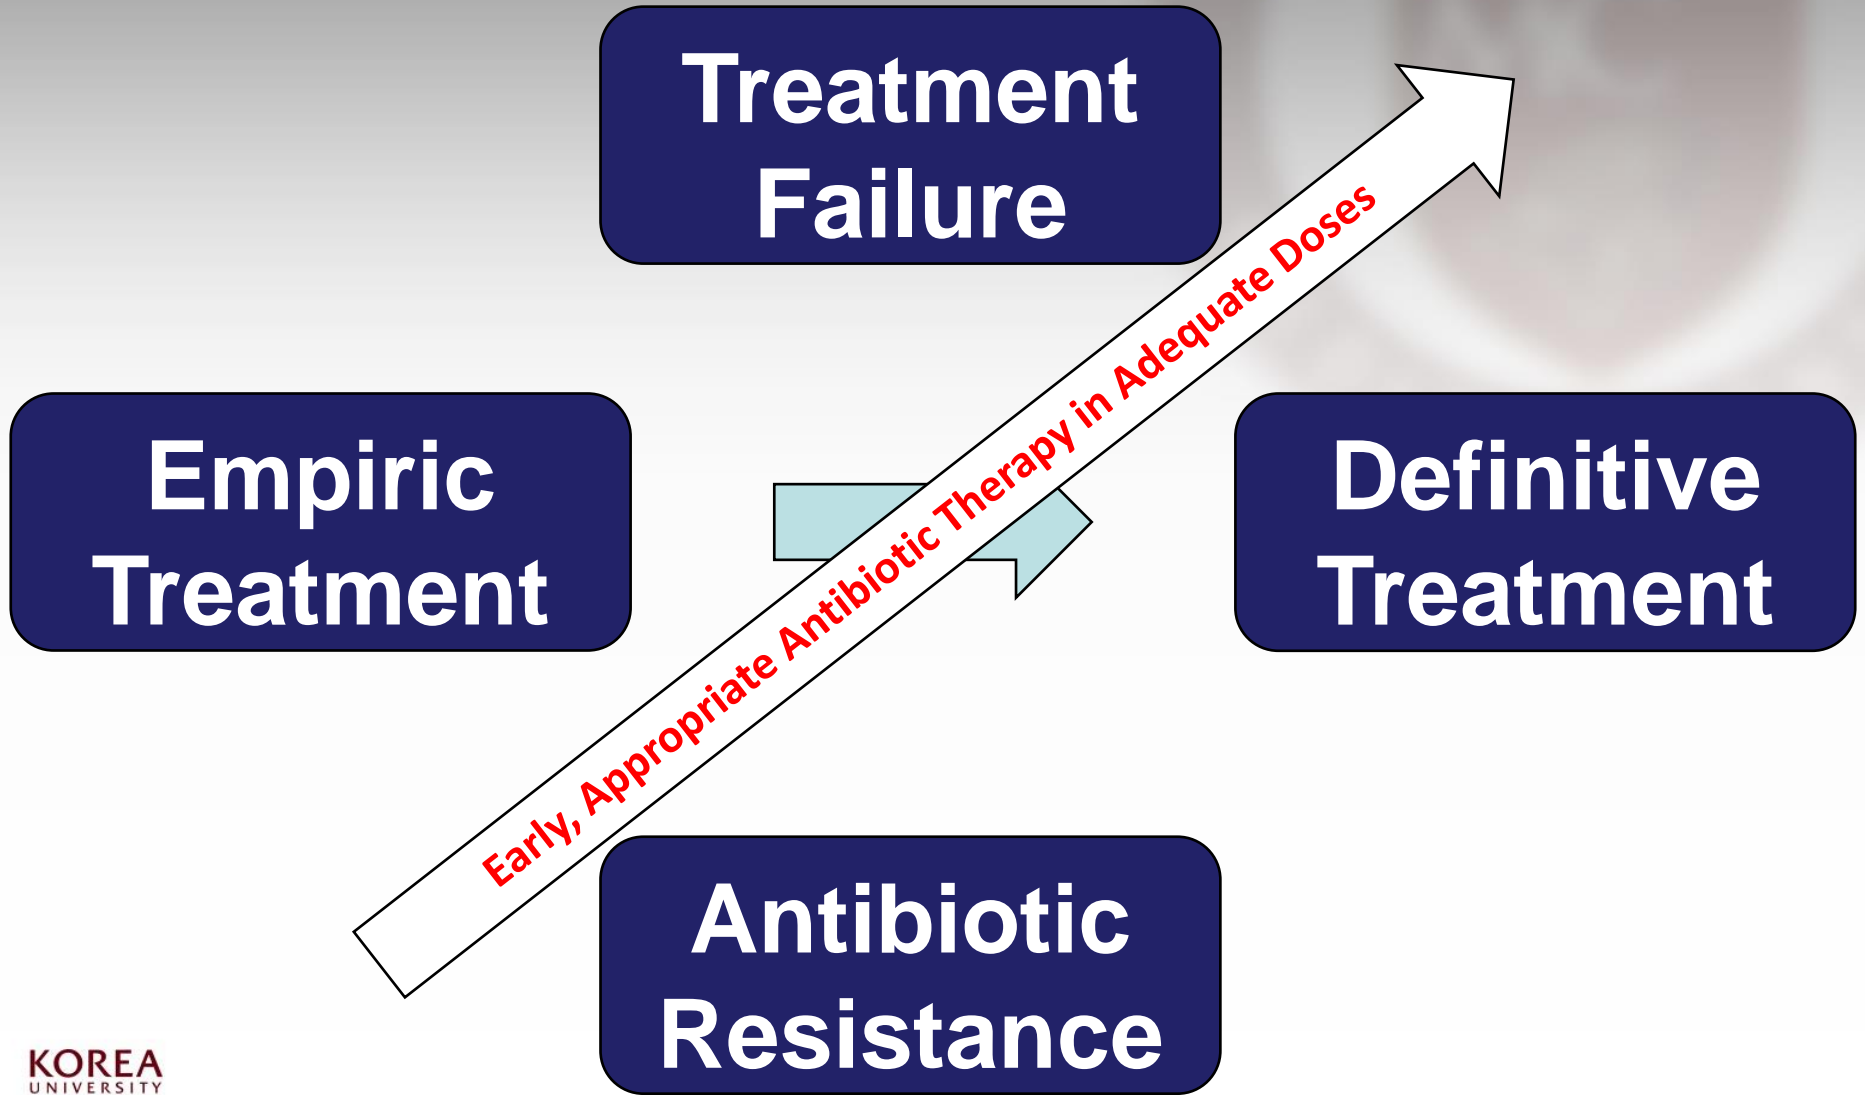 Treatment
Failure
Empiric
Treatment
Early, Appropriate Antibiotic Therapy in Adequate Doses
Definitive
Treatment
Antibiotic
Resistance
KOREA
UNIVERSITY